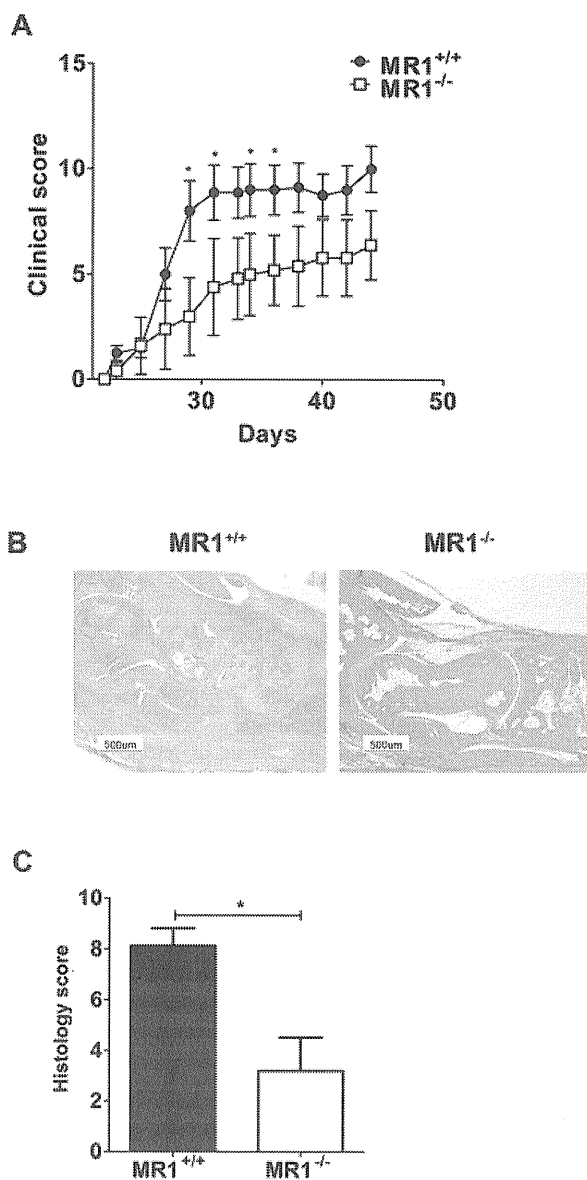 A
15
10
5
0
Clinical score
MR1+/+
MR1-/-
* * * *
30 40 50
Days
B
MR1+/+ MR1-/-
500um 500um
C
10
8
6
4
2
0
Histology score
*
MR1+/+ MR1-/-